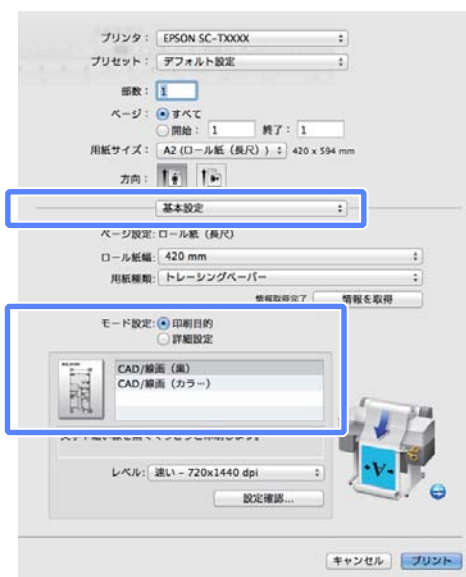 プリンタ： EPSON SC-TXXXX
プリセット： デフォルト設定
部数： 1
ページ： すべて
開始： 1 終了： 1
用紙サイズ： A2 (ロール紙（長尺）) 420 x 594 mm
方向：
基本設定
ページ設定: ロール紙（長尺）
ロール紙幅: 420 mm
用紙種類: トレーシングペーパー
情報取得完了 情報を取得
モード設定: 印刷目的
詳細設定
CAD/線画（黒）
CAD/線画（カラー）
レベル: 速い – 720x1440 dpi
設定確認...
キャンセル プリント